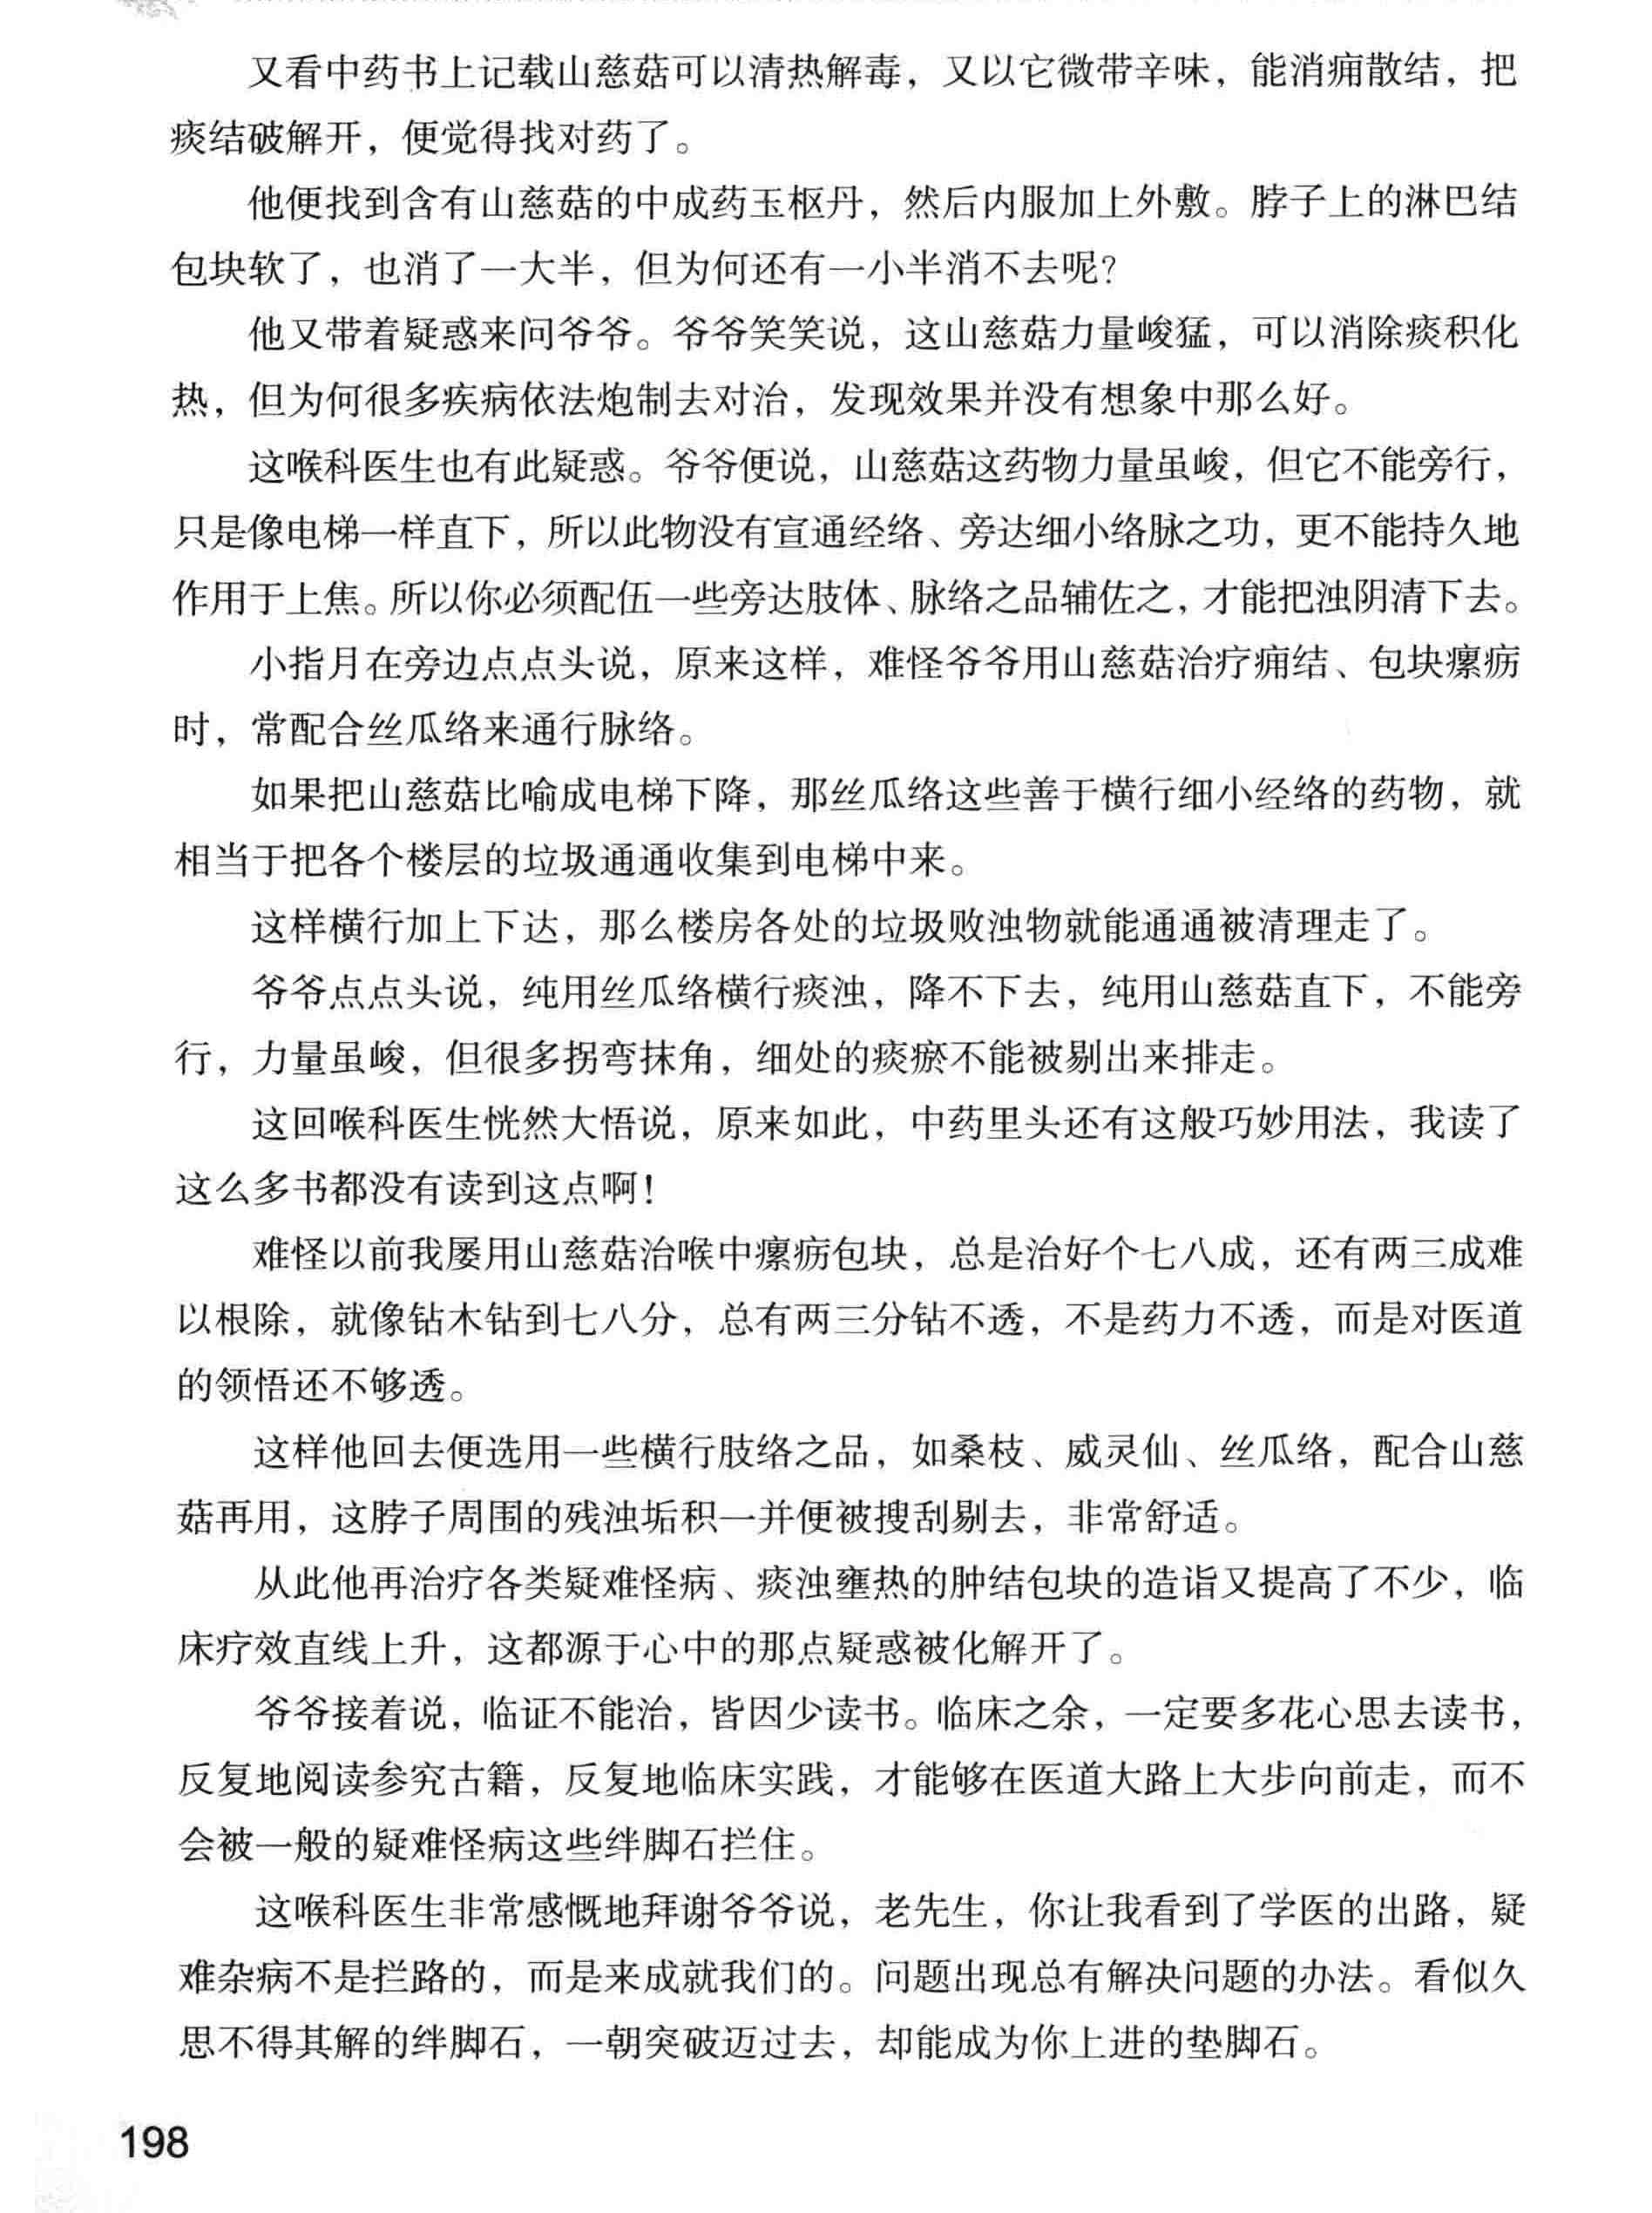 又看中药书上记载山慈菇可以清热解毒，又以它微带辛味，能消痈散结，把
痰结破解开，便觉得找对药了。
他便找到含有山慈菇的中成药玉枢丹，然后内服加上外敷。脖子上的淋巴结
包块软了，也消了一大半，但为何还有一小半消不去呢？
他又带着疑惑来问爷爷。爷爷笑笑说，这山慈菇力量峻猛，可以消除痰积化
热，但为何很多疾病依法炮制去对治，发现效果并没有想象中那么好。
这喉科医生也有此疑惑。爷爷便说，山慈菇这药物力量虽峻，但它不能旁行，
只是像电梯一样直下，所以此物没有宣通经络、旁达细小络脉之功，更不能持久地
作用于上焦。所以你必须配伍一些旁达肢体、脉络之品辅佐之，才能把浊阴清下去。
小指月在旁边点点头说，原来这样，难怪爷爷用山慈菇治疗痈结、包块瘰疬
时，常配合丝瓜络来通行脉络。
如果把山慈菇比喻成电梯下降，那丝瓜络这些善于横行细小经络的药物，就
相当于把各个楼层的垃圾通通收集到电梯中来。
这样横行加上下达，那么楼房各处的垃圾败浊物就能通通被清理走了。
爷爷点点头说，纯用丝瓜络横行痰浊，降不下去，纯用山慈菇直下，不能旁
行，力量虽峻，但很多拐弯抹角，细处的痰瘀不能被剔出来排走。
这回喉科医生恍然大悟说，原来如此，中药里头还有这般巧妙用法，我读了
这么多书都没有读到这点啊！
难怪以前我屡用山慈菇治喉中瘰疬包块，总是治好个七八成，还有两三成难
以根除，就像钻木钻到七八分，总有两三分钻不透，不是药力不透，而是对医道
的领悟还不够透。
这样他回去便选用一些横行肢络之品，如桑枝、威灵仙、丝瓜络，配合山慈
菇再用，这脖子周围的残浊垢积一并便被搜刮剔去，非常舒适。
从此他再治疗各类疑难怪病、痰浊壅热的肿结包块的造诣又提高了不少，临
床疗效直线上升，这都源于心中的那点疑惑被化解开了。
爷爷接着说，临证不能治，皆因少读书。临床之余，一定要多花心思去读书，
反复地阅读参究古籍，反复地临床实践，才能够在医道大路上大步向前走，而不
会被一般的疑难怪病这些绊脚石拦住。
这喉科医生非常感慨地拜谢爷爷说，老先生，你让我看到了学医的出路，疑
难杂病不是拦路的，而是来成就我们的。问题出现总有解决问题的办法。看似久
思不得其解的绊脚石，一朝突破迈过去，却能成为你上进的垫脚石。
198